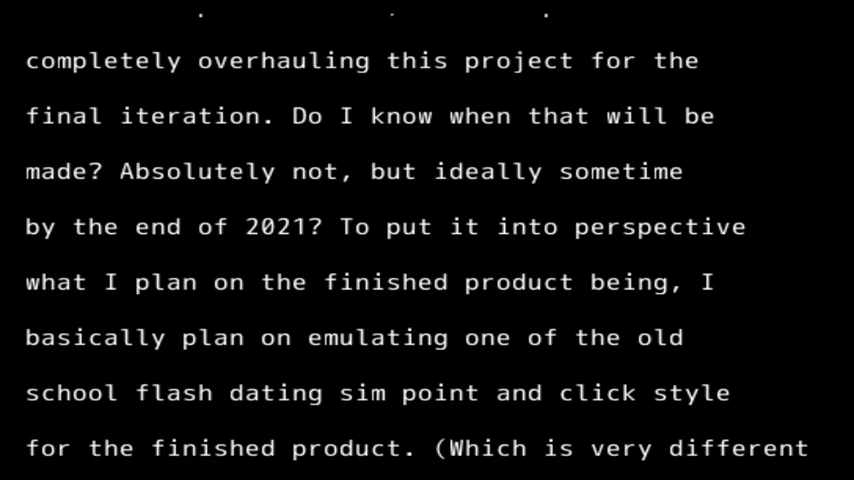 completely overhauling this project for the
final iteration. Do I know when that will be
made? Absolutely not, but ideally sometime
by the end of 2021? To put it into perspective
what I plan on the finished product being, I
basically plan on emulating one of the old
school flash dating sim point and click style
for the finished product. (Which is very different